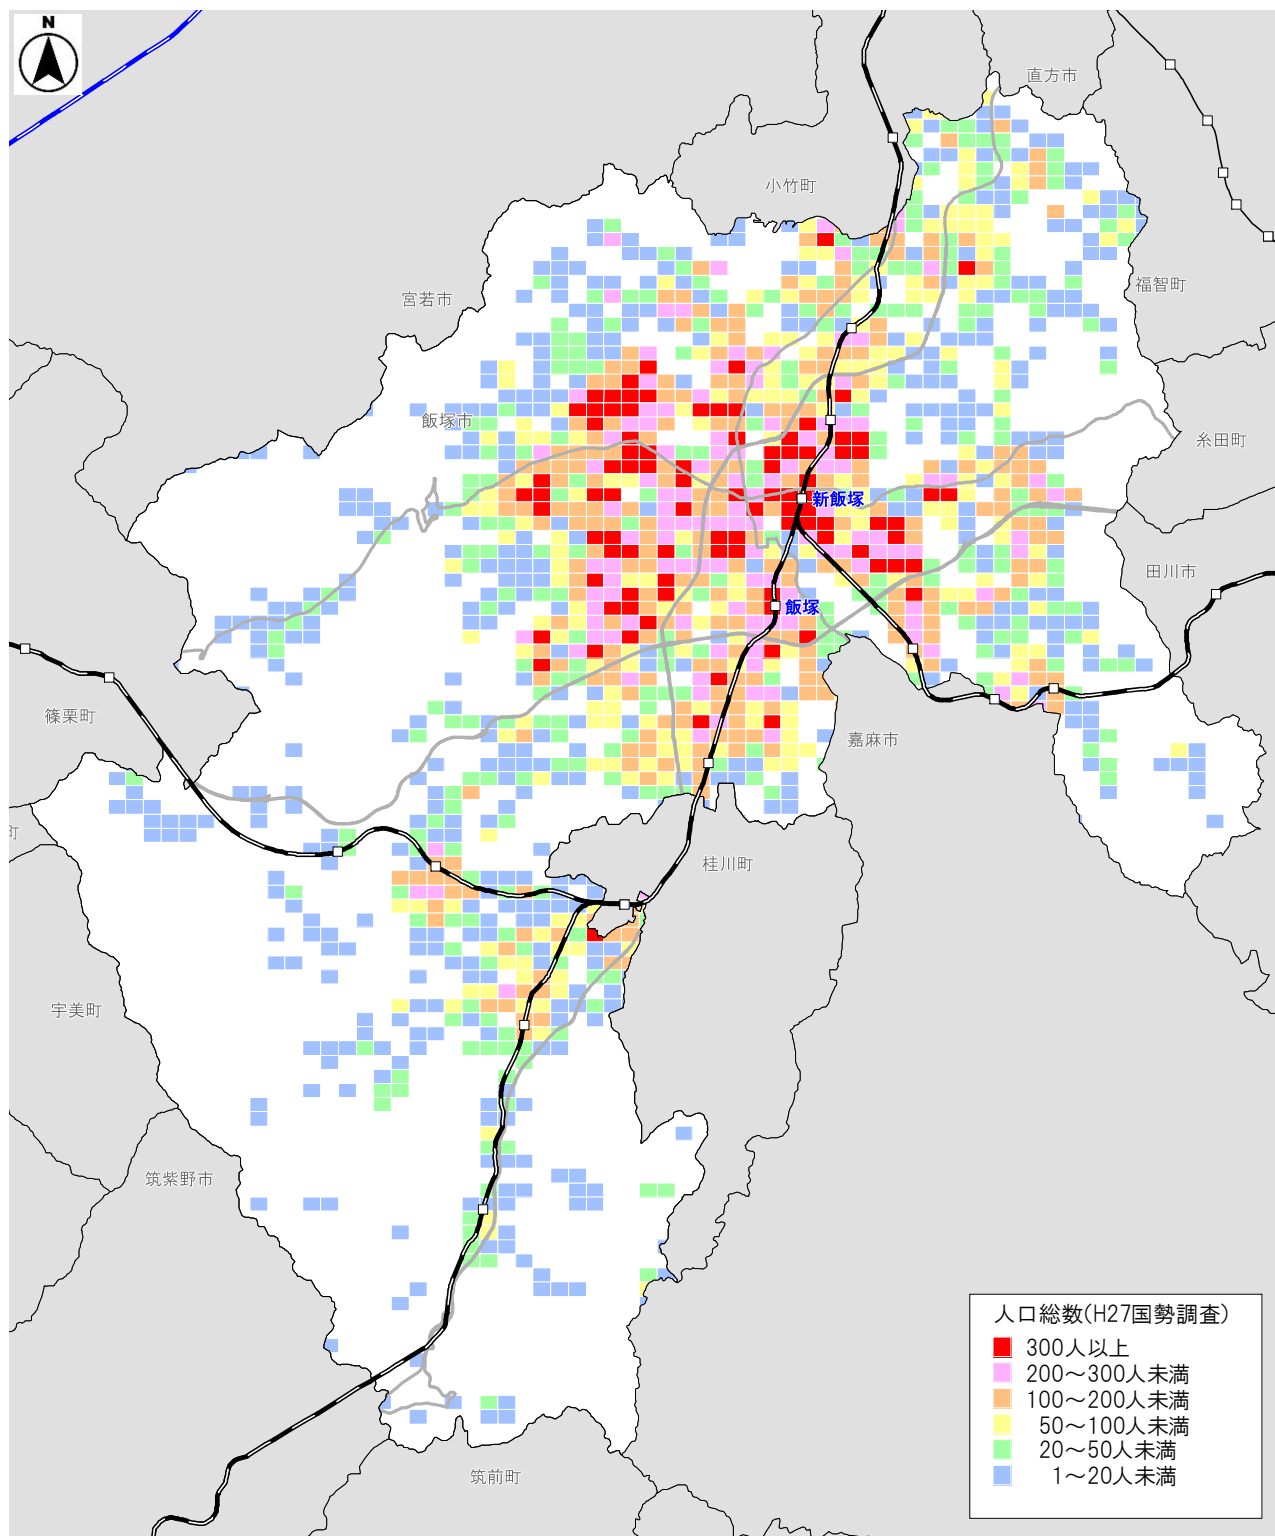 N
直方市
小竹町
宮若市
福智町
飯塚市
糸田町
新飯塚
田川市
飯塚
篠栗町
嘉麻市
町
桂川町
宇美町
筑紫野市
筑前町
人口総数(H27国勢調査)
300人以上
200～300人未満
100～200人未満
50～100人未満
20～50人未満
1～20人未満